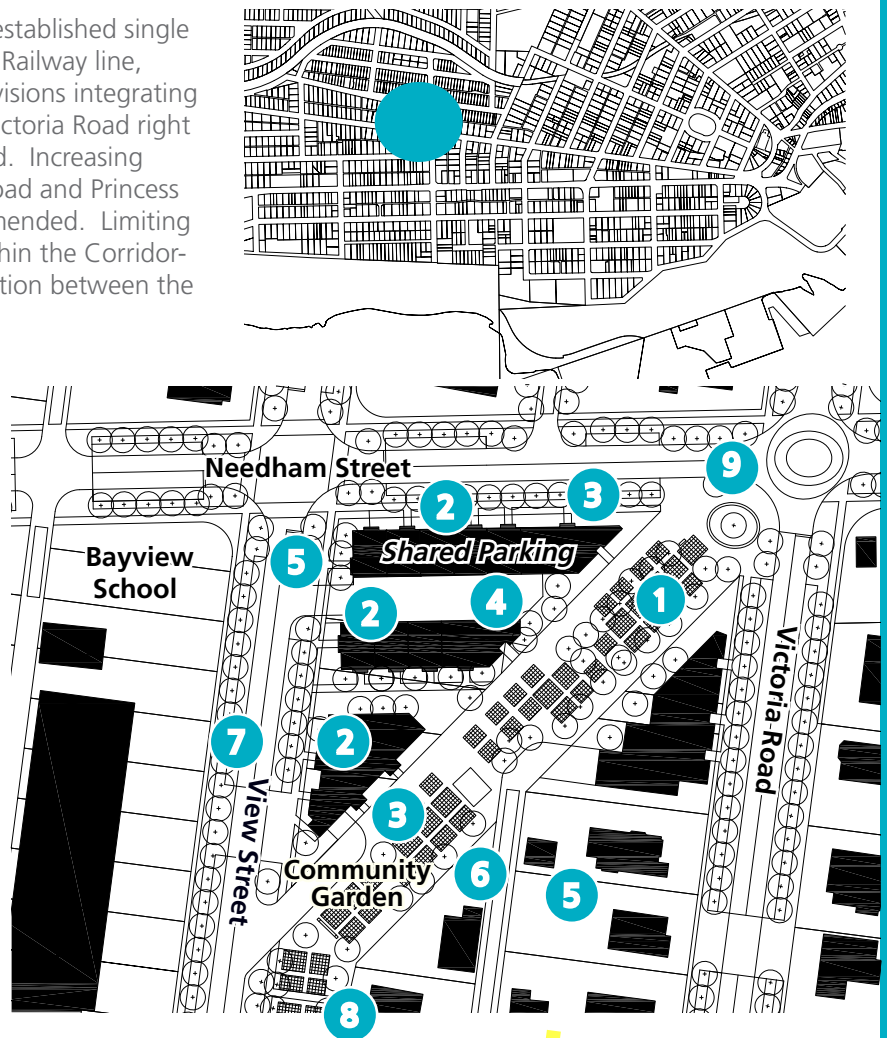 established single
Railway line,
visions integrating
ictoria Road right
d. Increasing
oad and Princess
mended. Limiting
thin the Corridor-
tion between the
Needham Street
9
2
3
Shared Parking
Bayview
School
5
2
4
1
Victoria Road
7
2
View Street
3
Community
Garden
6
5
8